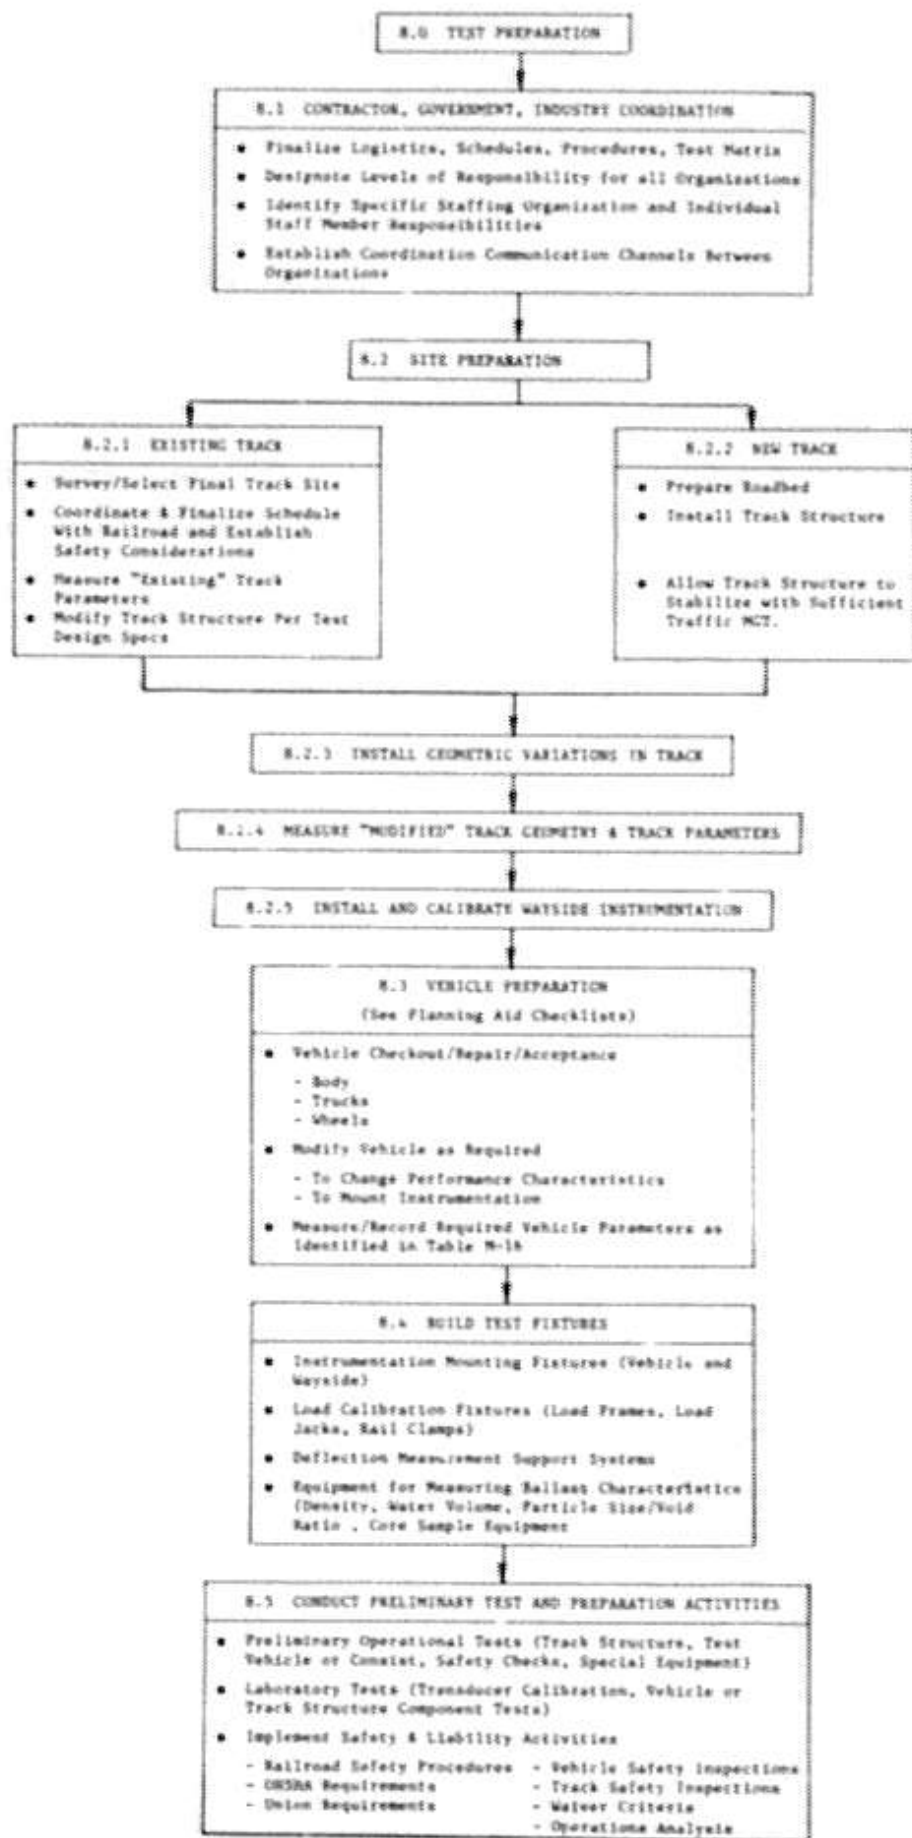 8.0 TEST PREPARATION
8.1 CONTRACTOR, GOVERNMENT, INDUSTRY COORDINATION
● Finalize Logistics, Schedules, Procedures, Test Matrix
● Designate Levels of Responsibility for all Organizations
● Identify Specific Staffing Organization and Individual
Staff Member Responsibilities
● Establish Coordination Communication Channels Between
Organizations
8.2 SITE PREPARATION
8.2.1 EXISTING TRACK
● Survey/Select Final Track Site
● Coordinate & Finalize Schedule
With Railroad and Establish
Safety Considerations
● Measure "Existing" Track
Parameters
● Modify Track Structure Per Test
Design Specs
8.2.2 NEW TRACK
● Prepare Roadbed
● Install Track Structure
● Allow Track Structure to
Stabilize with Sufficient
Traffic MGT.
8.2.3 INSTALL GEOMETRIC VARIATIONS IN TRACK
8.2.4 MEASURE "MODIFIED" TRACK GEOMETRY & TRACK PARAMETERS
8.2.5 INSTALL AND CALIBRATE WAYSIDE INSTRUMENTATION
8.3 VEHICLE PREPARATION
(See Planning Aid Checklists)
● Vehicle Checkout/Repair/Acceptance
- Body
- Trucks
- Wheels
● Modify Vehicle as Required
- To Change Performance Characteristics
- To Mount Instrumentation
● Measure/Record Required Vehicle Parameters as
Identified in Table
8.4 BUILD TEST FIXTURES
● Instrumentation Mounting Fixtures (Vehicle and
Wayside)
● Load Calibration Fixtures (Load Frames, Load
Jacks, Rail Clamps)
● Deflection Measurement Support Systems
● Equipment for Measuring Ballast Characteristics
(Density, Water Volume, Particle Size/Void
Ratio , Core Sample Equipment
8.5 CONDUCT PRELIMINARY TEST AND PREPARATION ACTIVITIES
● Preliminary Operational Tests (Track Structure, Test
Vehicle or Consist, Safety Checks, Special Equipment)
● Laboratory Tests (Transducer Calibration, Vehicle or
Track Structure Component Tests)
● Implement Safety & Liability Activities
- Railroad Safety Procedures
- Requirements
- Union Requirements
- Vehicle Safety Inspections
- Track Safety Inspections
- Waiver Criteria
- Operations Analysis